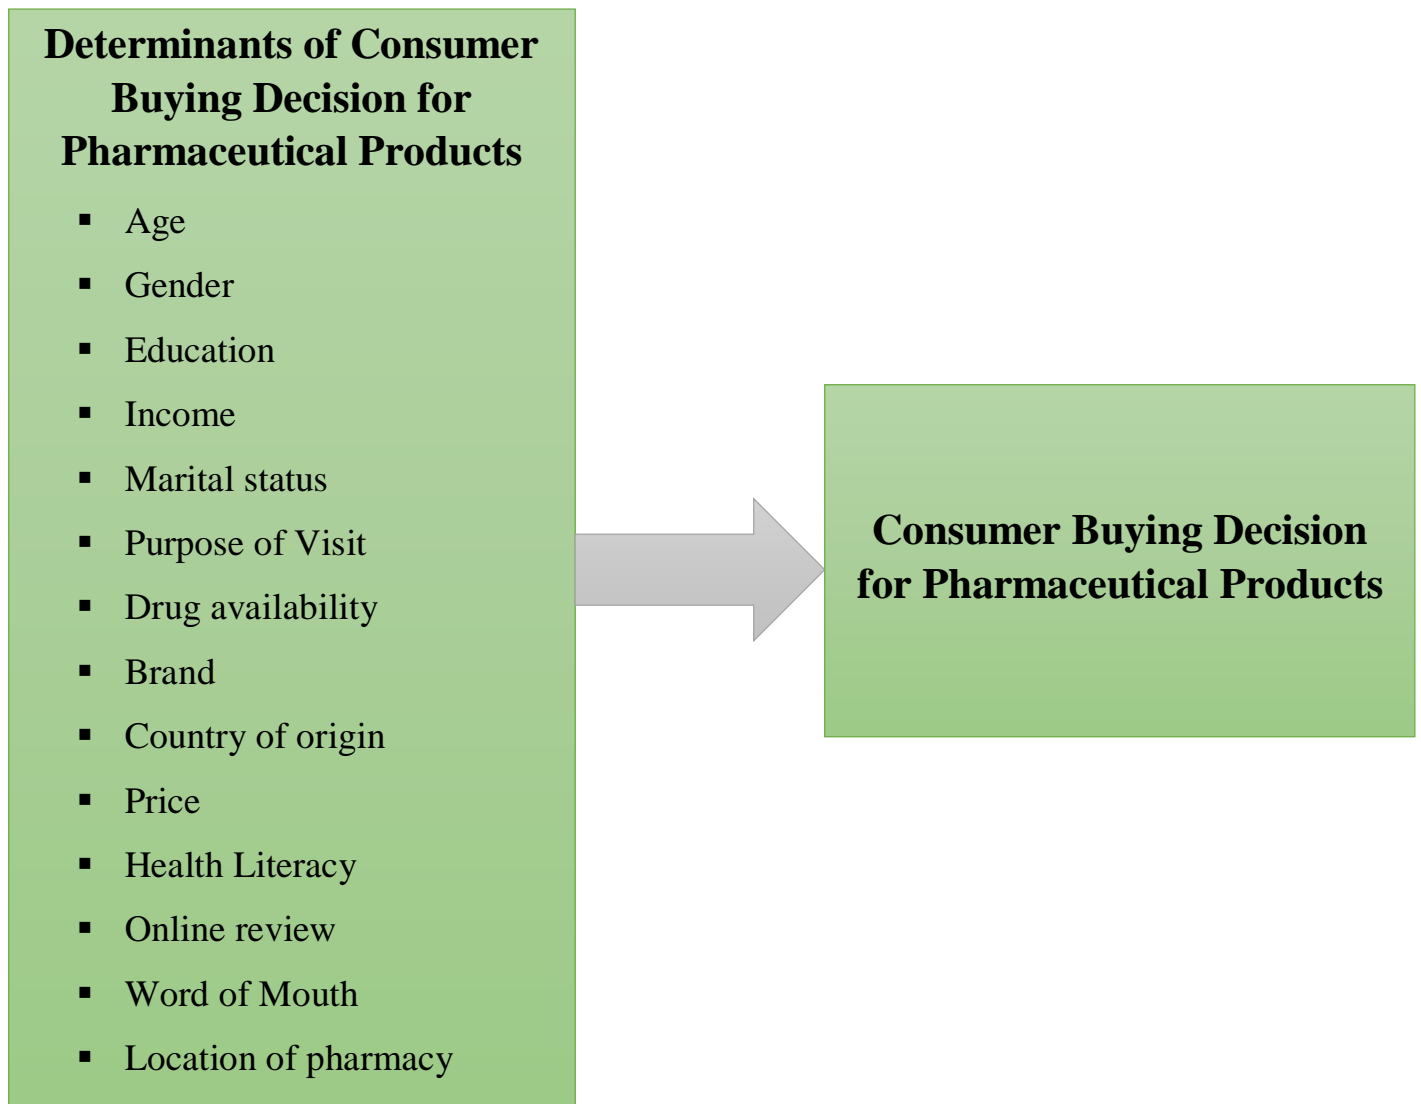 Determinants of Consumer
Buying Decision for
Pharmaceutical Products
▪ Age
▪ Gender
▪ Education
▪ Income
▪ Marital status
▪ Purpose of Visit
▪ Drug availability
▪ Brand
▪ Country of origin
▪ Price
▪ Health Literacy
▪ Online review
▪ Word of Mouth
▪ Location of pharmacy
Consumer Buying Decision
for Pharmaceutical Products